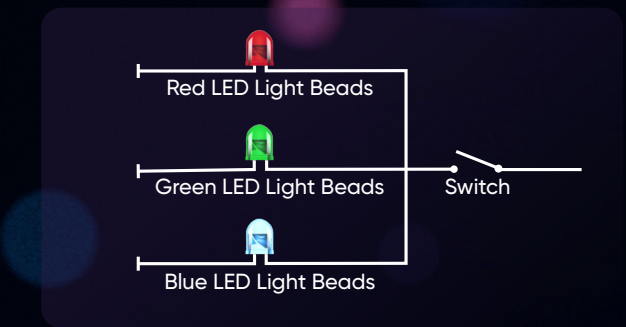 Red LED Light Beads
Green LED Light Beads
Switch
Blue LED Light Beads